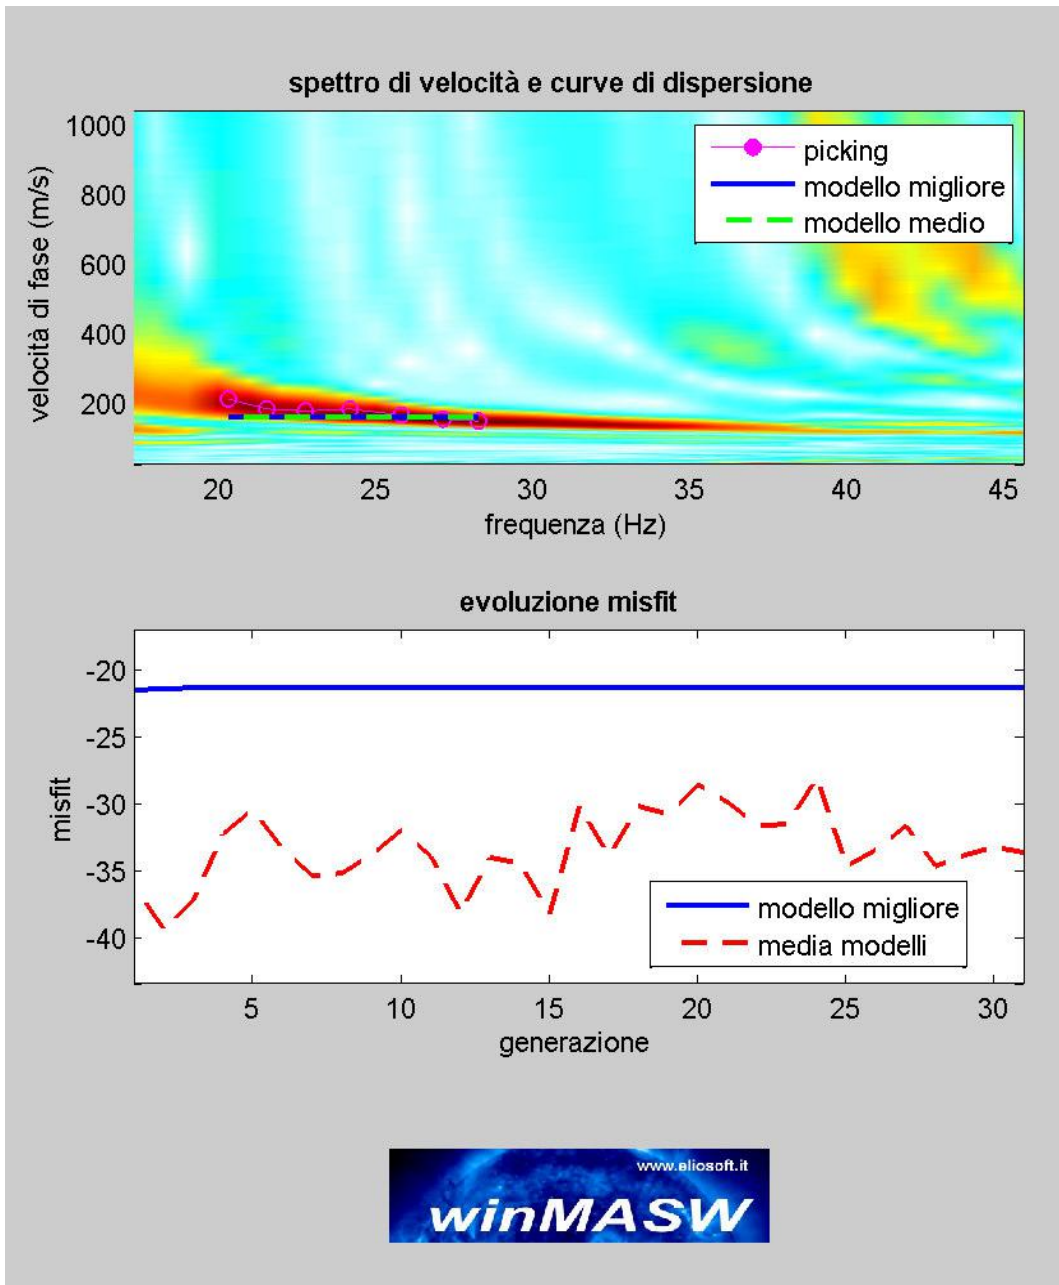 spettro di velocità e curve di dispersione
1000
800
600
400
200
velocità di fase (m/s)
picking
modello migliore
modello medio
20 25 30 35 40 45
frequenza (Hz)
evoluzione misfit
-20
-25
-30
-35
-40
misfit
modello migliore
media modelli
5 10 15 20 25 30
generazione
www.eliosoft.it
winMASW